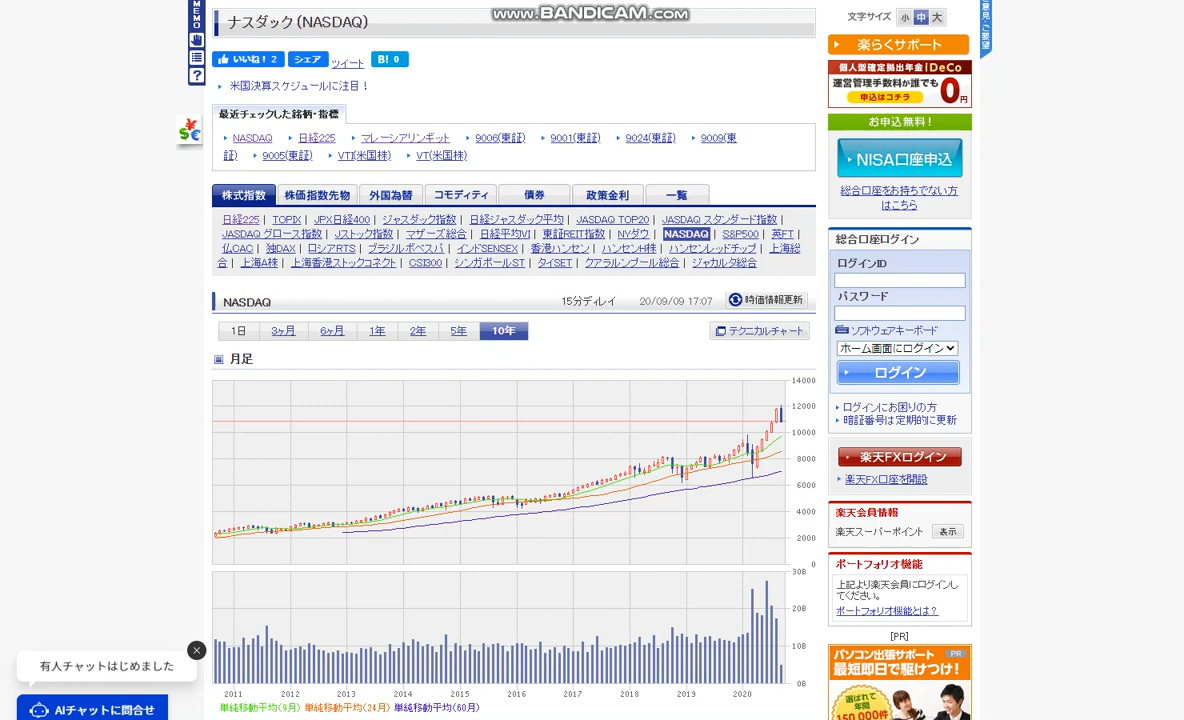 www.BANDICAM.com
MEMO
?
ナスダック(NASDAQ)
いいね！ 2 シェア ツイート B! 0
米国決算スケジュールに注目！
最近チェックした銘柄・指標
NASDAQ 日経225 マレーシアリンギット 9006(東証) 9001(東証) 9024(東証) 9009(東
証) 9005(東証) VTI(米国株) VT(米国株)
株式指数 株価指数先物 外国為替 コモディティ 債券 政策金利 一覧
日経225 | TOPIX | JPX日経400 | ジャスダック指数 | 日経ジャスダック平均 | JASDAQ TOP20 | JASDAQ スタンダード指数 |
JASDAQ グロース指数 | Jストック指数 | マザーズ総合 | 日経平均VI | 東証REIT指数 | NYダウ | NASDAQ | S&P500 | 英FT |
仏CAC | 独DAX | ロシアRTS | ブラジルボベスパ | インドSENSEX | 香港ハンセン | ハンセンH株 | ハンセンレッドチップ | 上海総
合 | 上海A株 | 上海香港ストックコネクト | CSI300 | シンガポールST | タイSET | クアラルンプール総合 | ジャカルタ総合
NASDAQ 15分ディレイ 20/09/09 17:07 時価情報更新
1日 3ヶ月 6ヶ月 1年 2年 5年 10年 テクニカルチャート
月足
14000
12000
10000
8000
6000
4000
2000
0
30B
20B
10B
0B
2011 2012 2013 2014 2015 2016 2017 2018 2019 2020
単純移動平均(9月) 単純移動平均(24月) 単純移動平均(60月)
有人チャットはじめました
AIチャットに問合せ
文字サイズ 小 中 大
ご意見・ご要望
楽らくサポート
個人型確定拠出年金iDeCo
運営管理手数料が誰でも
申込はコチラ 0円
お申込無料！
NISA口座申込
総合口座をお持ちでない方
はこちら
総合口座ログイン
ログインID
パスワード
ソフトウェアキーボード
ホーム画面にログイン
ログイン
ログインにお困りの方
暗証番号は定期的に更新
楽天FXログイン
楽天FX口座を開設
楽天会員情報
楽天スーパーポイント 表示
ポートフォリオ機能
上記より楽天会員にログインし
てください。
ポートフォリオ機能とは？
[PR]
パソコン出張サポート PR
最短即日で駆けつけ！
選ばれて
年間
150,000件